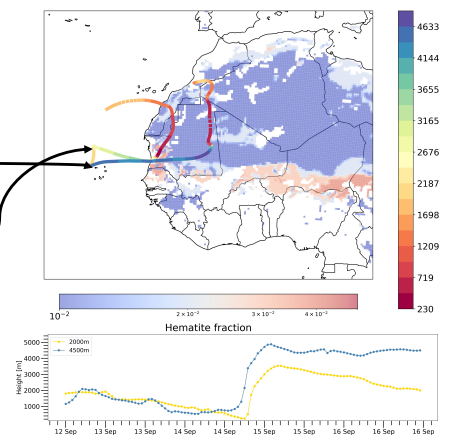 4633
4144
3655
3165
2676
2187
1698
1209
719
230
10⁻² 2×10⁻² 3×10⁻² 4×10⁻²
Hematite fraction
Height [m]
5000
4000
3000
2000
1000
2000m
4500m
12 Sep 13 Sep 13 Sep 14 Sep 14 Sep 15 Sep 15 Sep 16 Sep 16 Sep 16 Sep